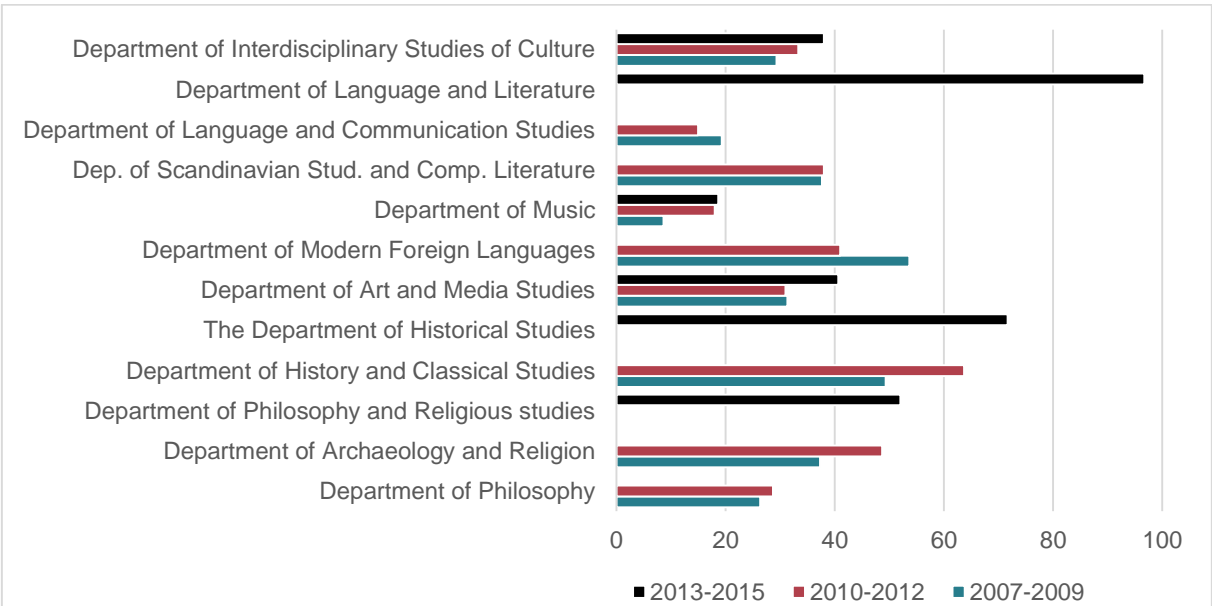 Department of Interdisciplinary Studies of Culture
Department of Language and Literature
Department of Language and Communication Studies
Dep. of Scandinavian Stud. and Comp. Literature
Department of Music
Department of Modern Foreign Languages
Department of Art and Media Studies
The Department of Historical Studies
Department of History and Classical Studies
Department of Philosophy and Religious studies
Department of Archaeology and Religion
Department of Philosophy
0 20 40 60 80 100
2013-2015 2010-2012 2007-2009